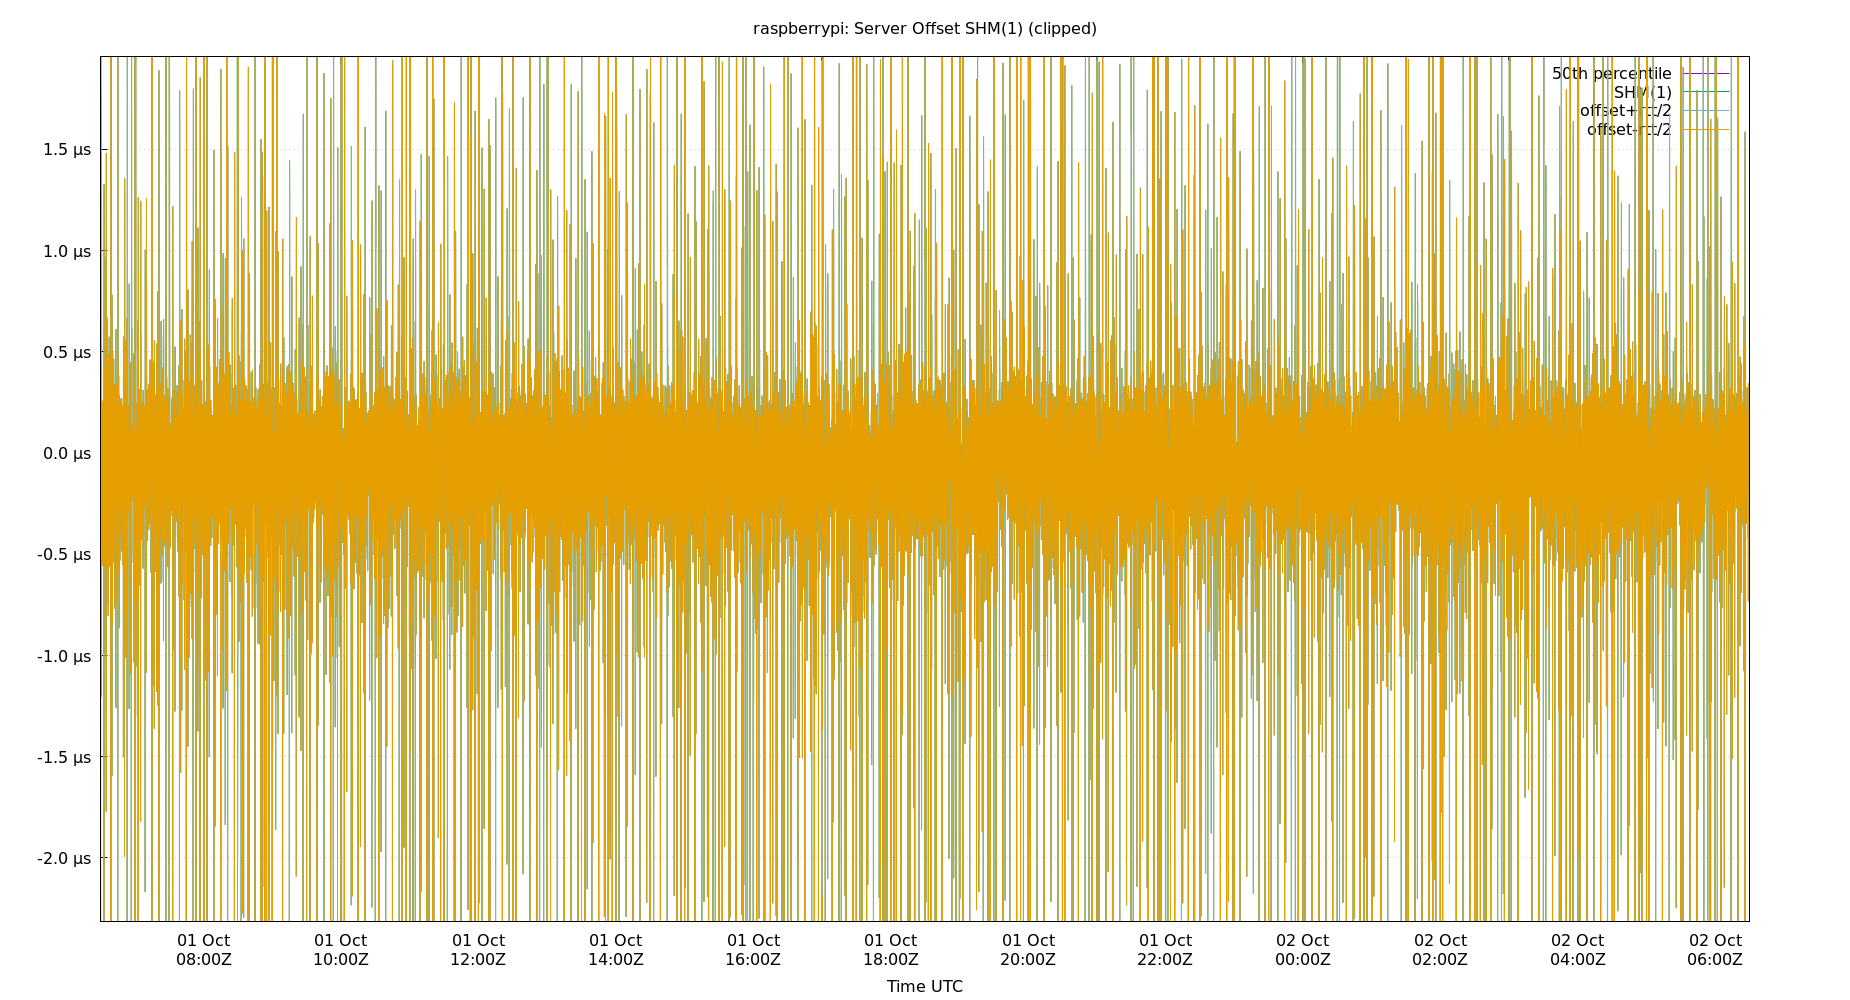 raspberrypi: Server Offset SHM(1) (clipped)
50th percentile
SHM(1)
offset+rtt/2
offset-rtt/2
1.5 µs
1.0 µs
0.5 µs
0.0 µs
-0.5 µs
-1.0 µs
-1.5 µs
-2.0 µs
01 Oct 01 Oct 01 Oct 01 Oct 01 Oct 01 Oct 01 Oct 01 Oct 02 Oct 02 Oct 02 Oct 02 Oct
08:00Z 10:00Z 12:00Z 14:00Z 16:00Z 18:00Z 20:00Z 22:00Z 00:00Z 02:00Z 04:00Z 06:00Z
Time UTC